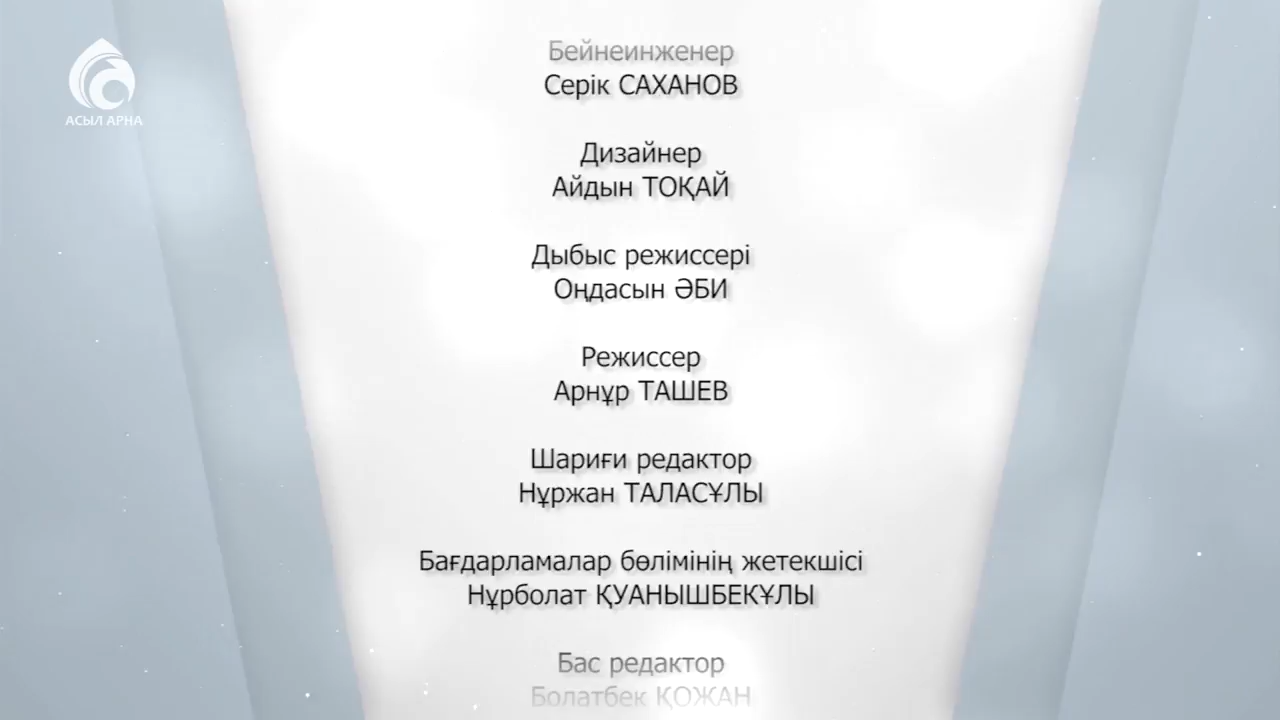 АСЫЛ АРНА
Бейнеинженер
Серік САХАНОВ
Дизайнер
Айдын ТОҚАЙ
Дыбыс режиссері
Оңдасын ӘБИ
Режиссер
Арнұр ТАШЕВ
Шариғи редактор
Нұржан ТАЛАСҰЛЫ
Бағдарламалар бөлімінің жетекшісі
Нұрболат ҚУАНЫШБЕКҰЛЫ
Бас редактор
Болатбек ҚОЖАН